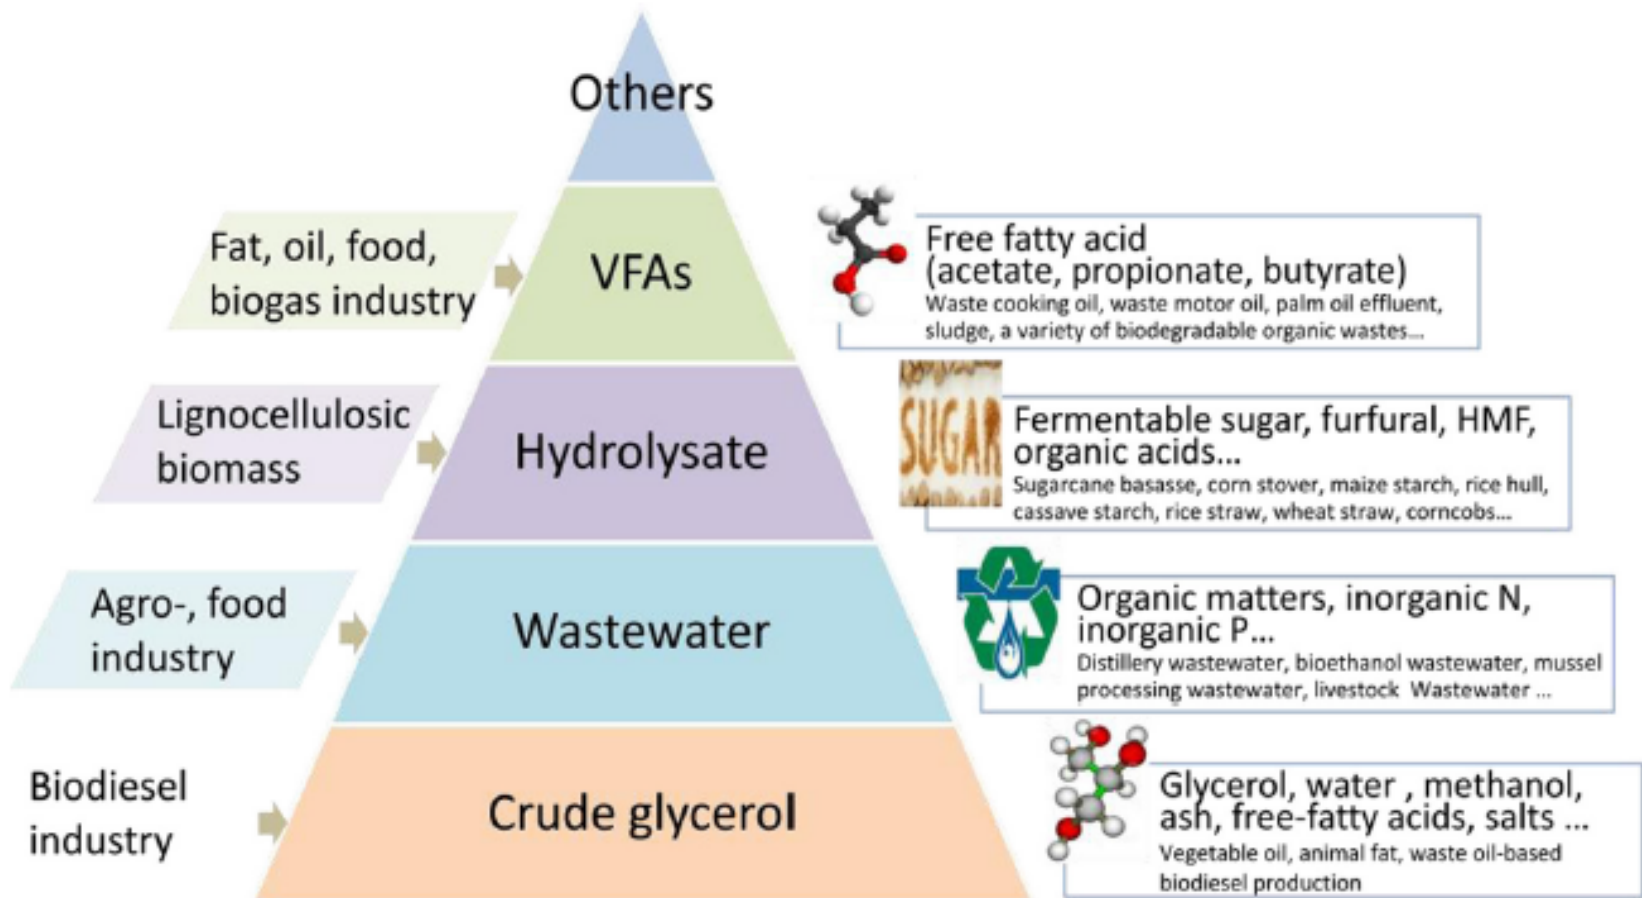 Others
Fat, oil, food,
biogas industry
VFAs
Free fatty acid
(acetate, propionate, butyrate)
Waste cooking oil, waste motor oil, palm oil effluent,
sludge, a variety of biodegradable organic wastes...
Lignocellulosic
biomass
Hydrolysate
SUGAR
Fermentable sugar, furfural, HMF,
organic acids...
Sugarcane basasse, corn stover, maize starch, rice hull,
cassave starch, rice straw, wheat straw, corncobs...
Agro-, food
industry
Wastewater
Organic matters, inorganic N,
inorganic P...
Distillery wastewater, bioethanol wastewater, mussel
processing wastewater, livestock Wastewater ...
Biodiesel
industry
Crude glycerol
Glycerol, water , methanol,
ash, free-fatty acids, salts ...
Vegetable oil, animal fat, waste oil-based
biodiesel production